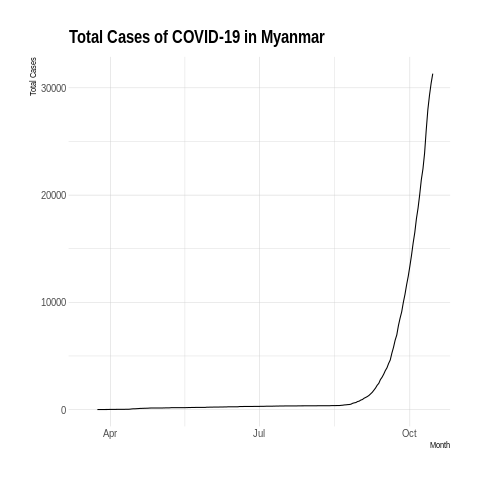 Total Cases of COVID-19 in Myanmar
Total Cases
30000
20000
10000
0
Apr Jul Oct
Month